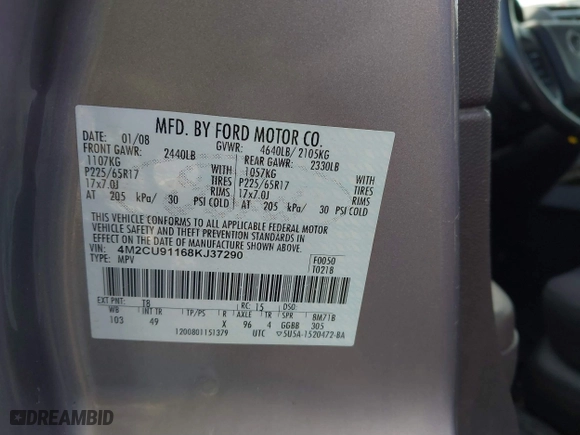 MFD. BY FORD MOTOR CO.
DATE: 01/08 GVWR: 4640LB/ 2105KG
FRONT GAWR: 2440LB REAR GAWR: 2330LB
1107KG WITH 1057KG WITH
P225/65R17 TIRES P225/65R17 TIRES
17x7.0J RIMS 17x7.0J RIMS
AT 205 kPa/ 30 PSI COLD AT 205 kPa/ 30 PSI COLD
THIS VEHICLE CONFORMS TO ALL APPLICABLE FEDERAL MOTOR
VEHICLE SAFETY AND THEFT PREVENTION STANDARDS IN
EFFECT ON THE DATE OF MANUFACTURE SHOWN ABOVE.
VIN: 4M2CU91168KJ37290 F0050
TYPE: MPV T021B
EXT PNT: T8 RC: 15 DSO:
WB INT TR TP/PS R AXLE TR SPR BM71B
103 49 X 96 4 GGBB 305
1200801151379 UTC ▽5U5A-1520472-BA
DREAMBID